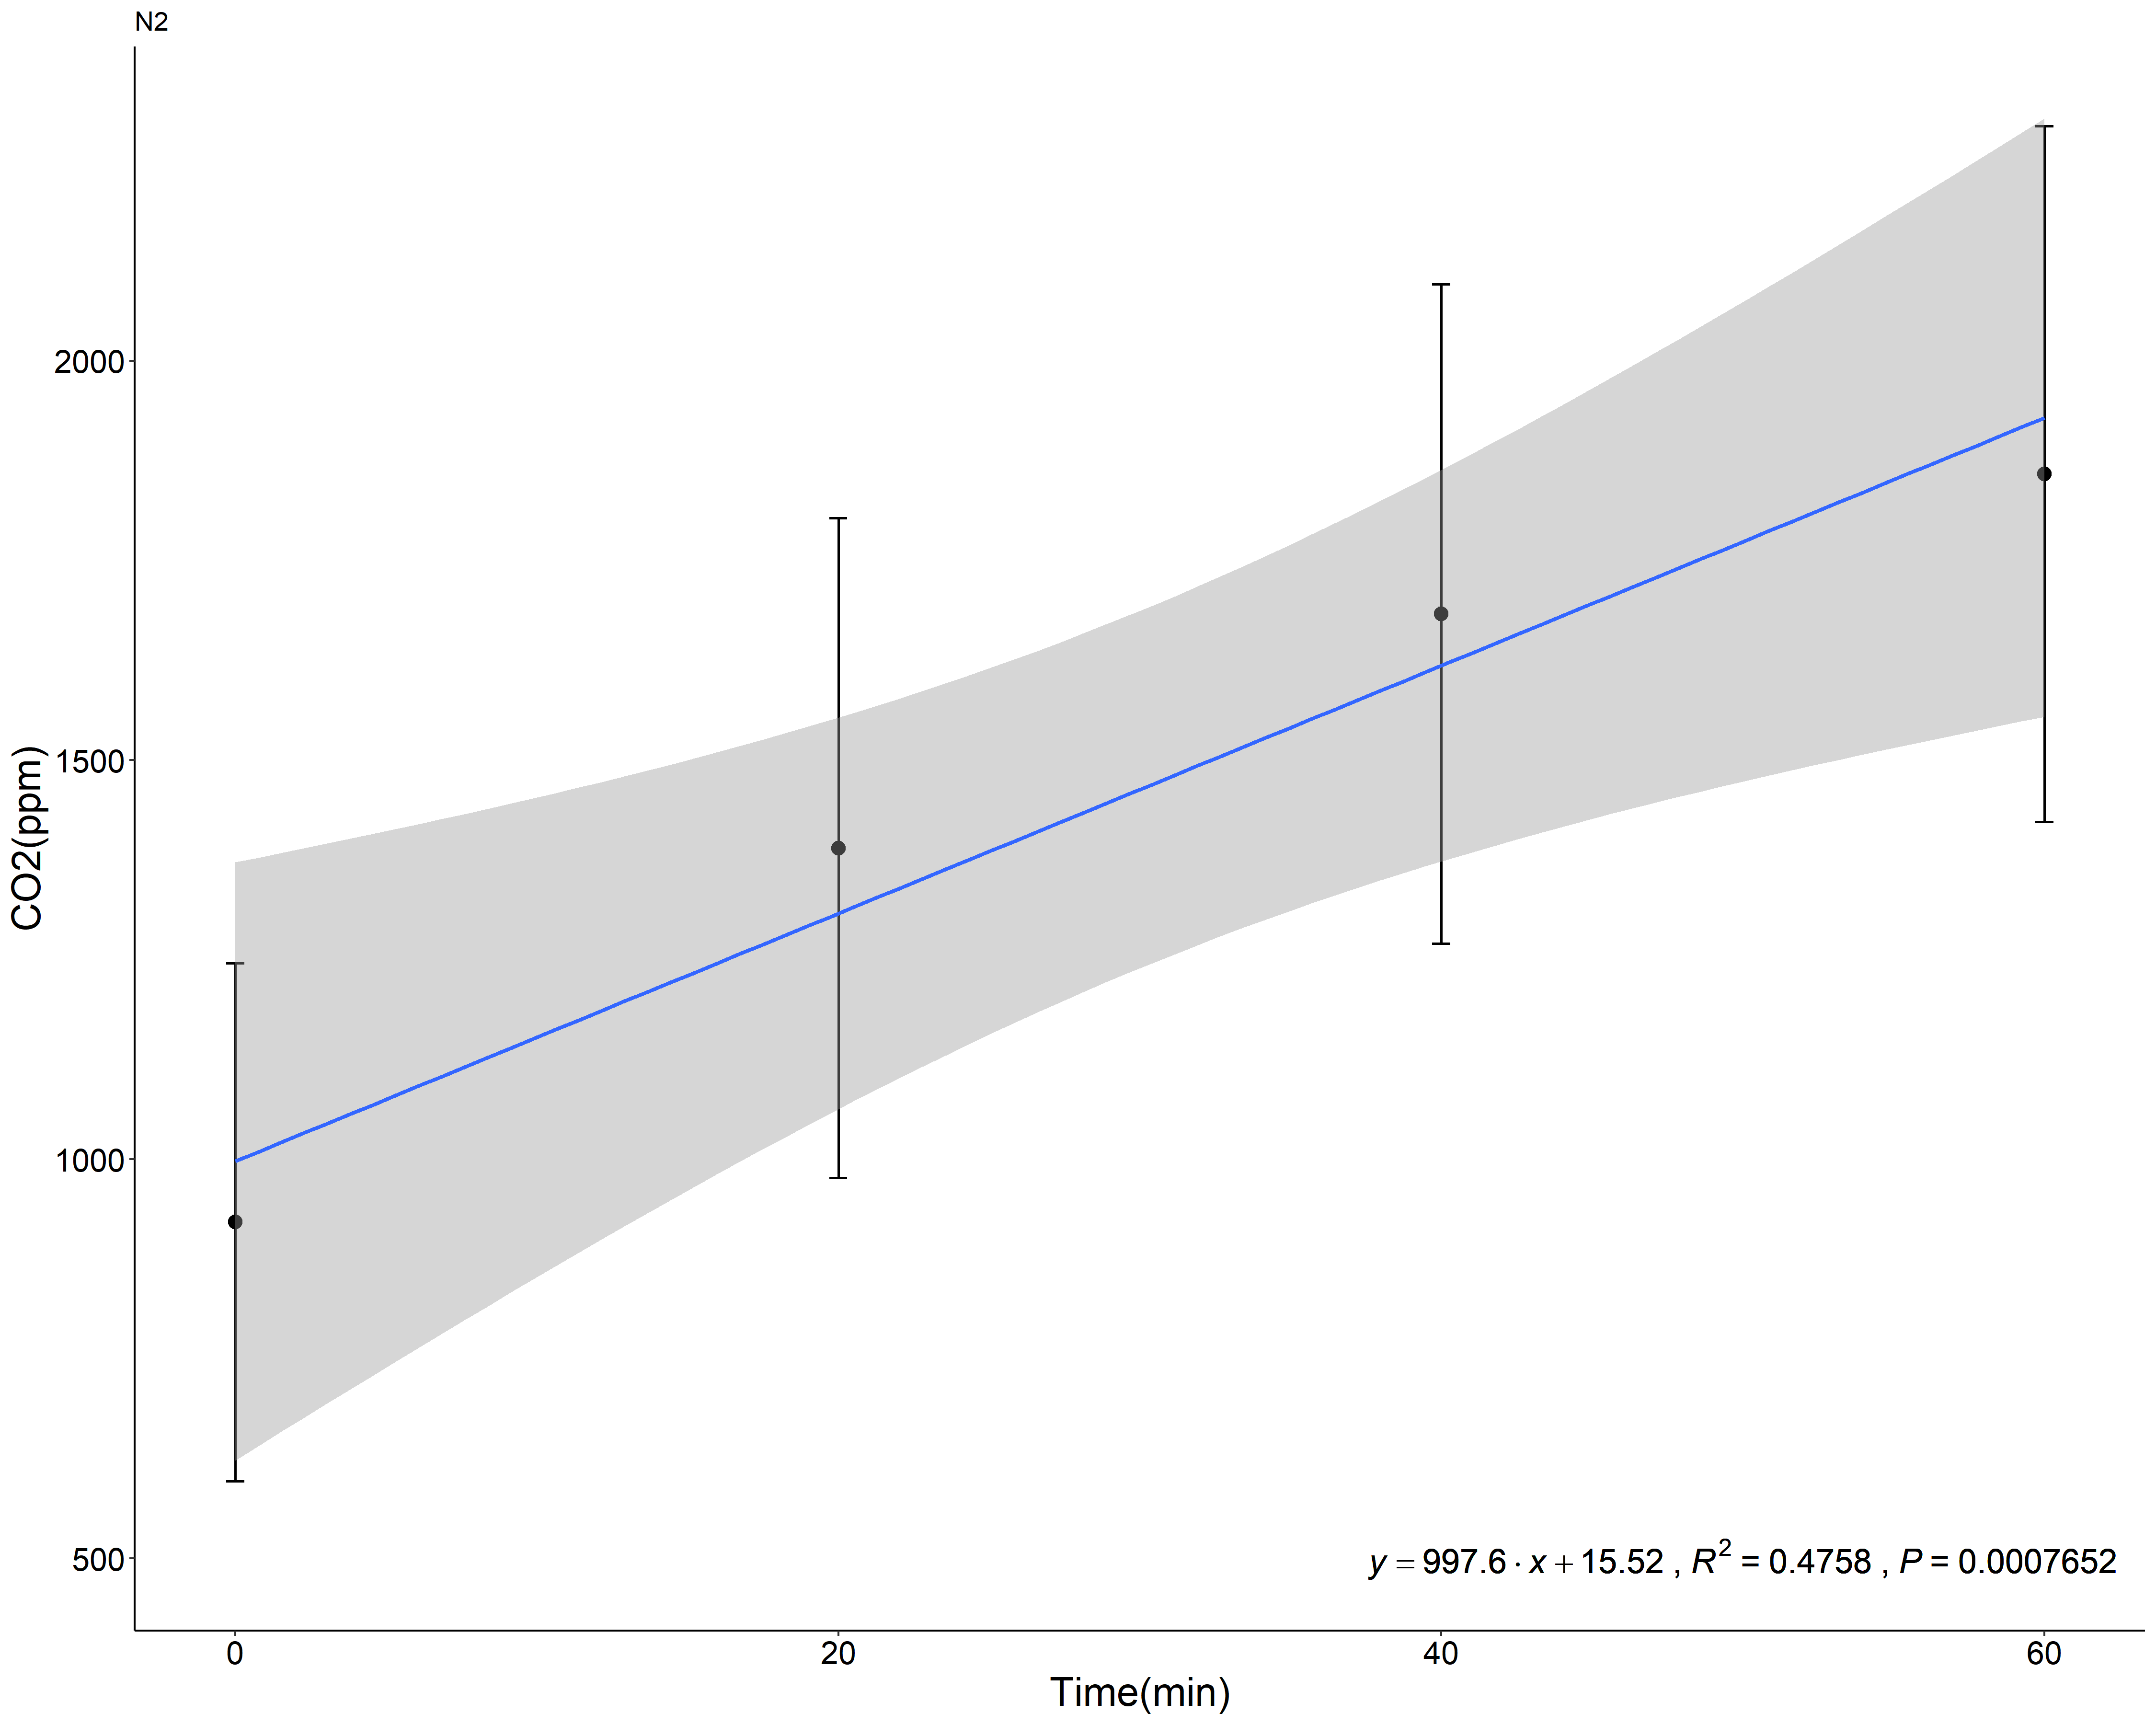 N2
2000
1500
1000
500
CO2(ppm)
y = 997.6 · x + 15.52 , R² = 0.4758 , P = 0.0007652
0 20 40 60
Time(min)